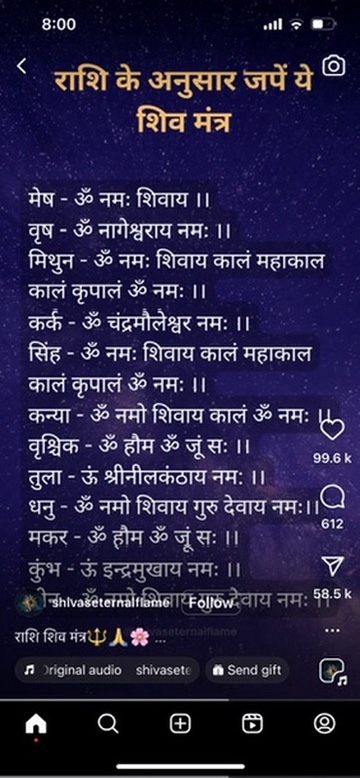 8:00
राशि के अनुसार जपें ये
शिव मंत्र
मेष - ॐ नमः शिवाय ।।
वृष - ॐ नागेश्वराय नमः ।।
मिथुन - ॐ नमः शिवाय कालं महाकाल
कालं कृपालं ॐ नमः ।।
कर्क - ॐ चंद्रमौलेश्वर नमः ।।
सिंह - ॐ नमः शिवाय कालं महाकाल
कालं कृपालं ॐ नमः ।।
कन्या - ॐ नमो शिवाय कालं ॐ नमः ।।
वृश्चिक - ॐ हौम ॐ जूं सः ।।
तुला - ऊं श्रीनीलकंठाय नमः ।।
धनु - ॐ नमो शिवाय गुरु देवाय नमः।।
मकर - ॐ हौम ॐ जूं सः ।।
कुंभ - ऊं इन्द्रमुखाय नमः ।।
ॐ नमो शिवाय गुरु देवाय नमः ।।
99.6 k
612
58.5 k
shivaseternalflame Follow
राशि शिव मंत्र🔱🙏🌸 ...
Original audio shivasete
Send gift